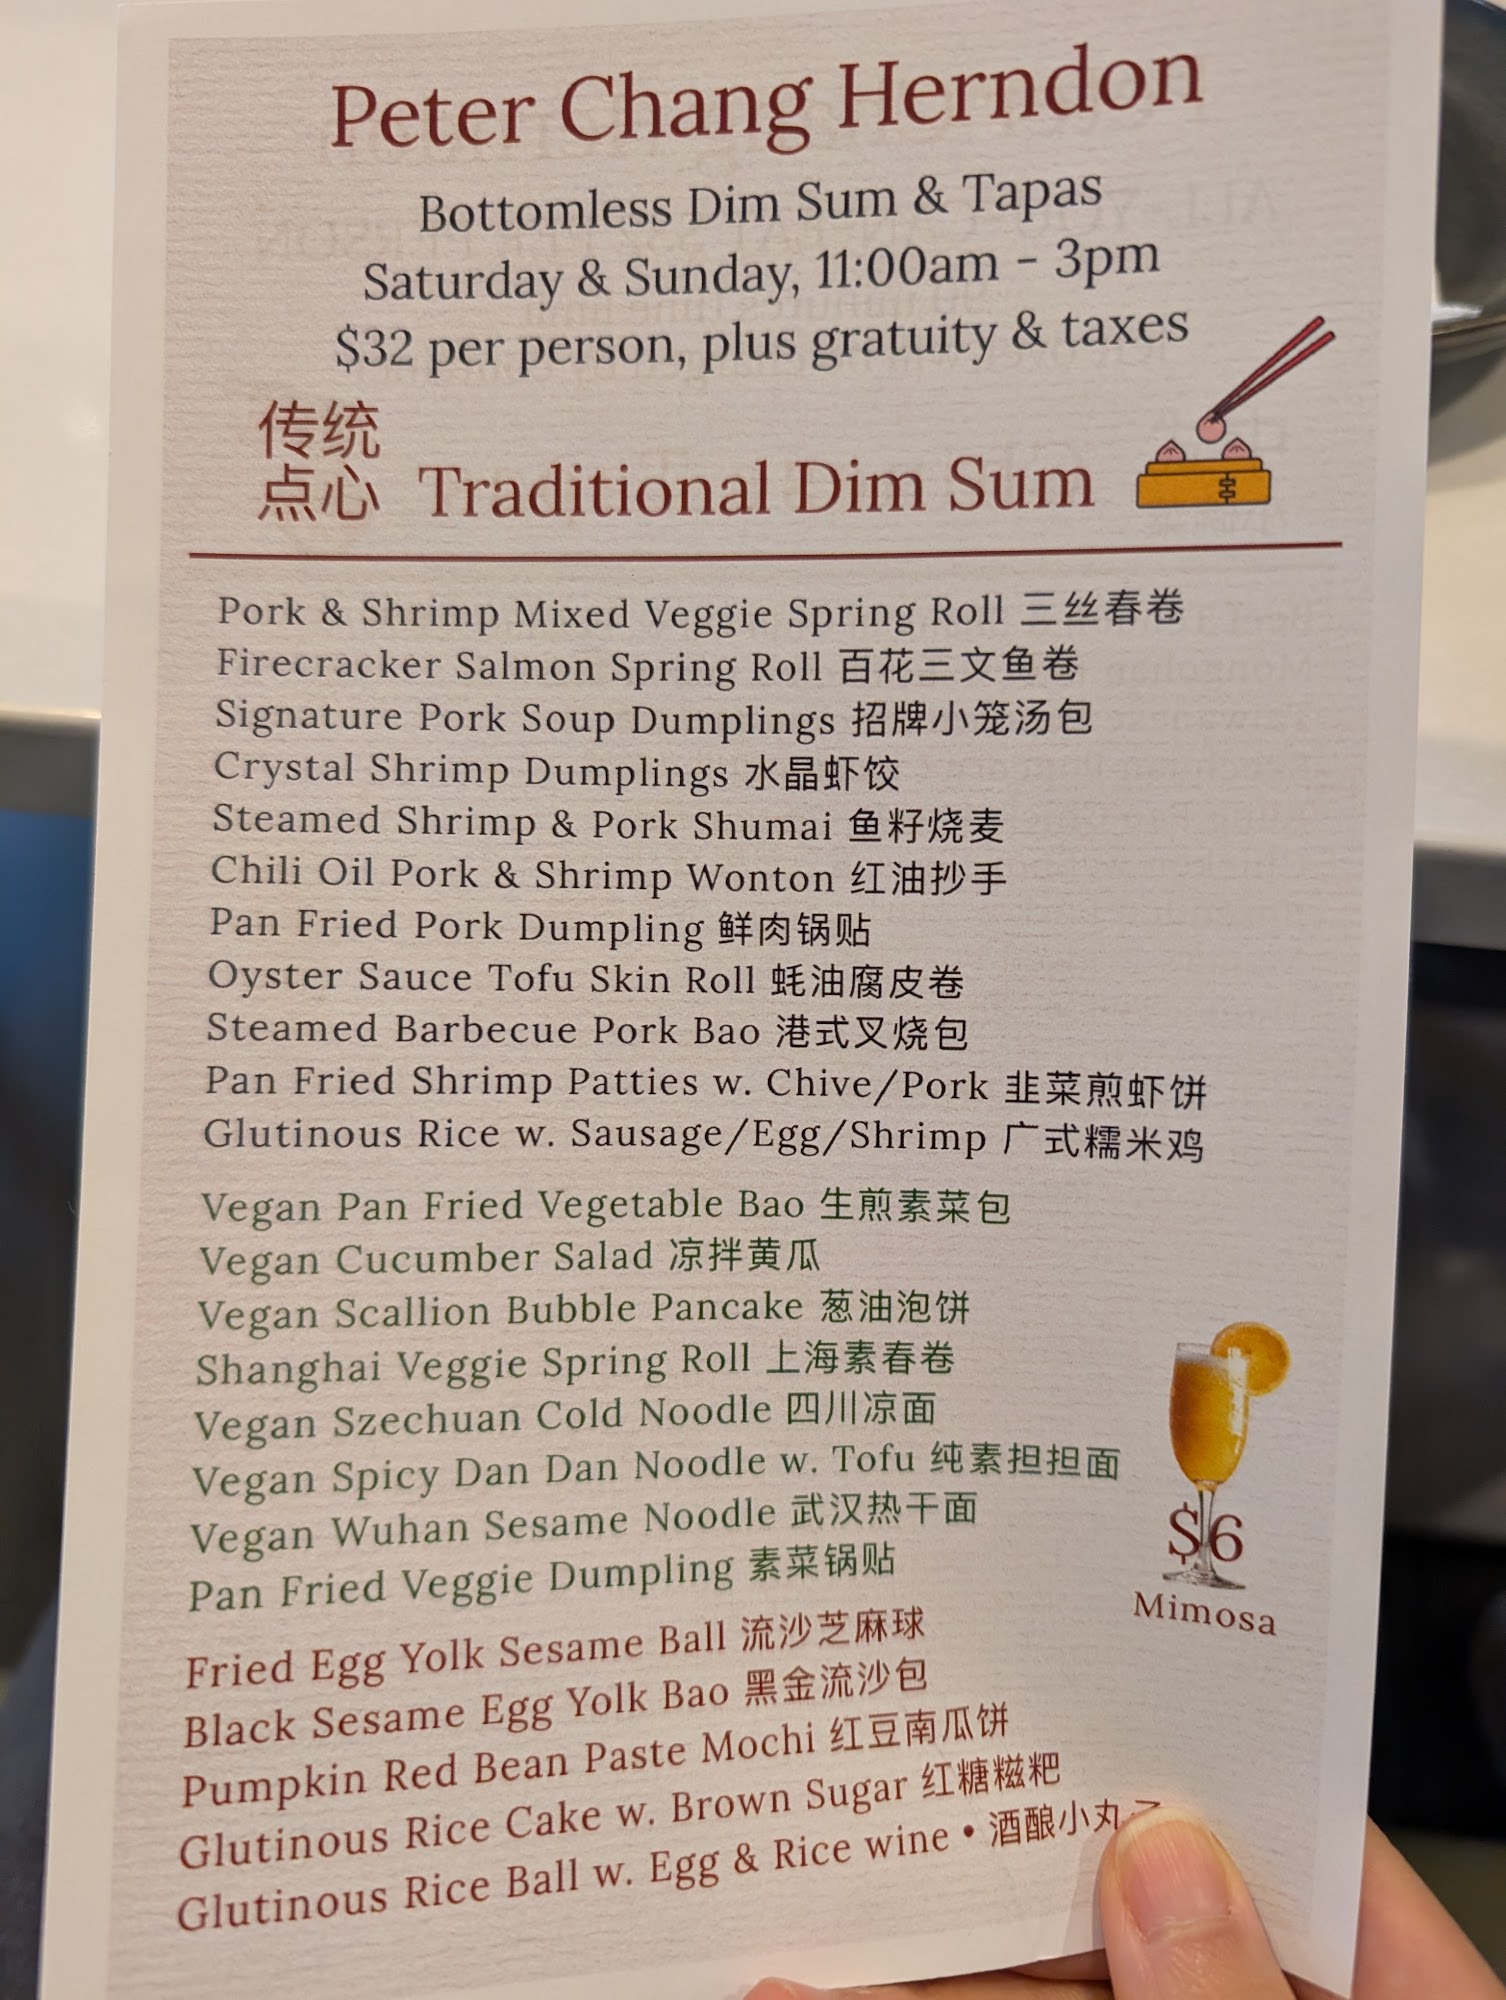 Peter Chang Herndon
Bottomless Dim Sum & Tapas
Saturday & Sunday, 11:00am - 3pm
$32 per person, plus gratuity & taxes
传统
点心 Traditional Dim Sum
Pork & Shrimp Mixed Veggie Spring Roll 三丝春卷
Firecracker Salmon Spring Roll 百花三文鱼卷
Signature Pork Soup Dumplings 招牌小笼汤包
Crystal Shrimp Dumplings 水晶虾饺
Steamed Shrimp & Pork Shumai 鱼籽烧麦
Chili Oil Pork & Shrimp Wonton 红油抄手
Pan Fried Pork Dumpling 鲜肉锅贴
Oyster Sauce Tofu Skin Roll 蚝油腐皮卷
Steamed Barbecue Pork Bao 港式叉烧包
Pan Fried Shrimp Patties w. Chive/Pork 韭菜煎虾饼
Glutinous Rice w. Sausage/Egg/Shrimp 广式糯米鸡
Vegan Pan Fried Vegetable Bao 生煎素菜包
Vegan Cucumber Salad 凉拌黄瓜
Vegan Scallion Bubble Pancake 葱油泡饼
Shanghai Veggie Spring Roll 上海素春卷
Vegan Szechuan Cold Noodle 四川凉面
Vegan Spicy Dan Dan Noodle w. Tofu 纯素担担面
Vegan Wuhan Sesame Noodle 武汉热干面
Pan Fried Veggie Dumpling 素菜锅贴
$6
Mimosa
Fried Egg Yolk Sesame Ball 流沙芝麻球
Black Sesame Egg Yolk Bao 黑金流沙包
Pumpkin Red Bean Paste Mochi 红豆南瓜饼
Glutinous Rice Cake w. Brown Sugar 红糖糍粑
Glutinous Rice Ball w. Egg & Rice wine • 酒酿小丸